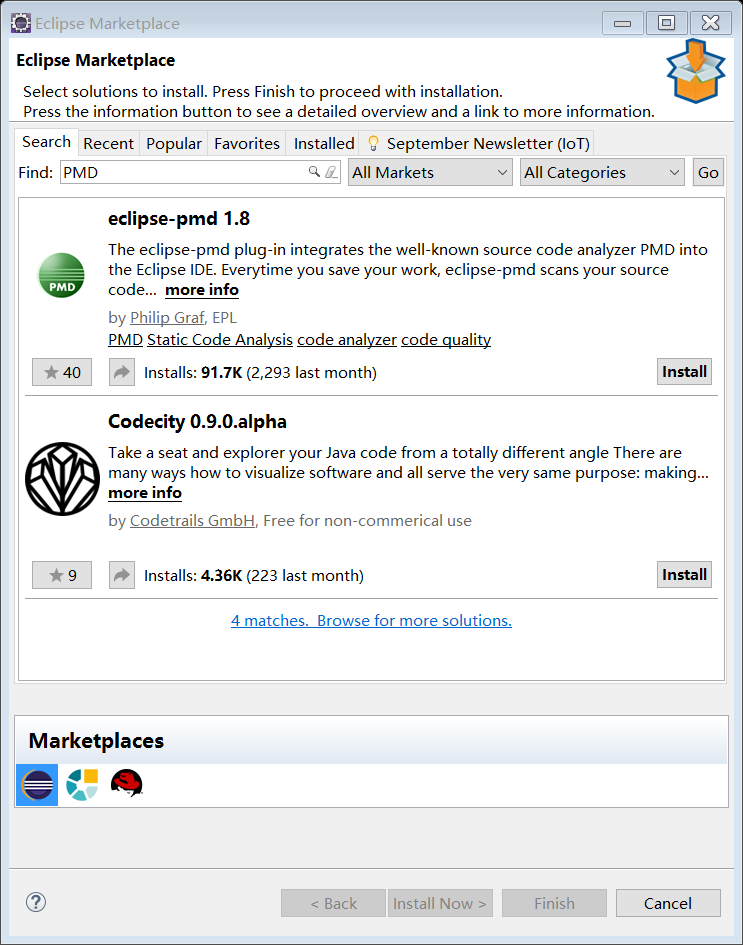 Eclipse Marketplace
Eclipse Marketplace
Select solutions to install. Press Finish to proceed with installation.
Press the information button to see a detailed overview and a link to more information.
Search Recent Popular Favorites Installed September Newsletter (IoT)
Find: PMD All Markets All Categories Go
eclipse-pmd 1.8
The eclipse-pmd plug-in integrates the well-known source code analyzer PMD into
the Eclipse IDE. Everytime you save your work, eclipse-pmd scans your source
code... more info
PMD
by Philip Graf, EPL
PMD Static Code Analysis code analyzer code quality
40 Installs: 91.7K (2,293 last month) Install
Codecity 0.9.0.alpha
Take a seat and explorer your Java code from a totally different angle There are
many ways how to visualize software and all serve the very same purpose: making...
more info
by Codetrails GmbH, Free for non-commerical use
9 Installs: 4.36K (223 last month) Install
4 matches. Browse for more solutions.
Marketplaces
? < Back Install Now > Finish Cancel